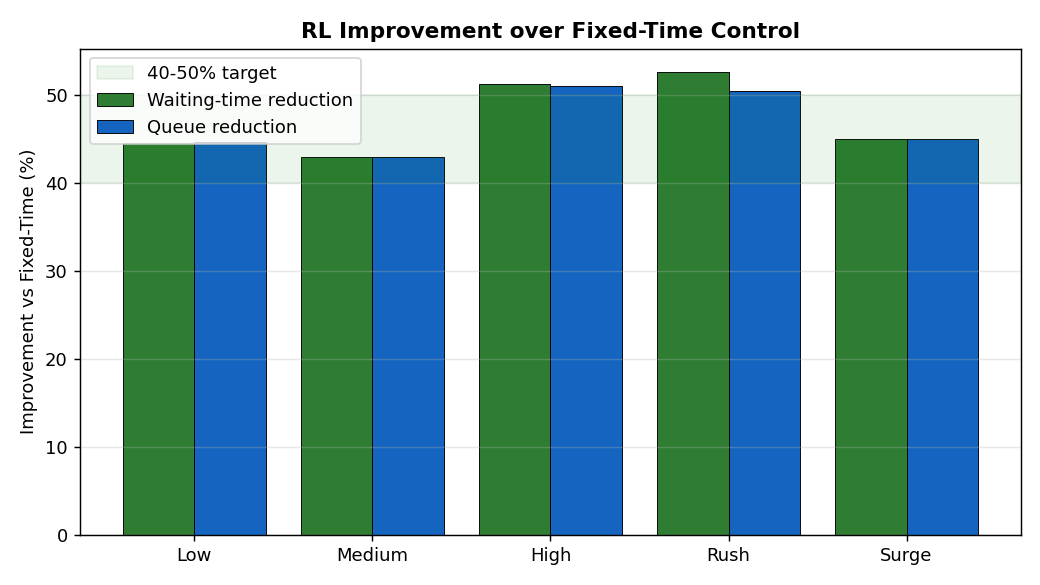 RL Improvement over Fixed-Time Control
40-50% target
Waiting-time reduction
Queue reduction
Improvement vs Fixed-Time (%)
50
40
30
20
10
0
Low Medium High Rush Surge